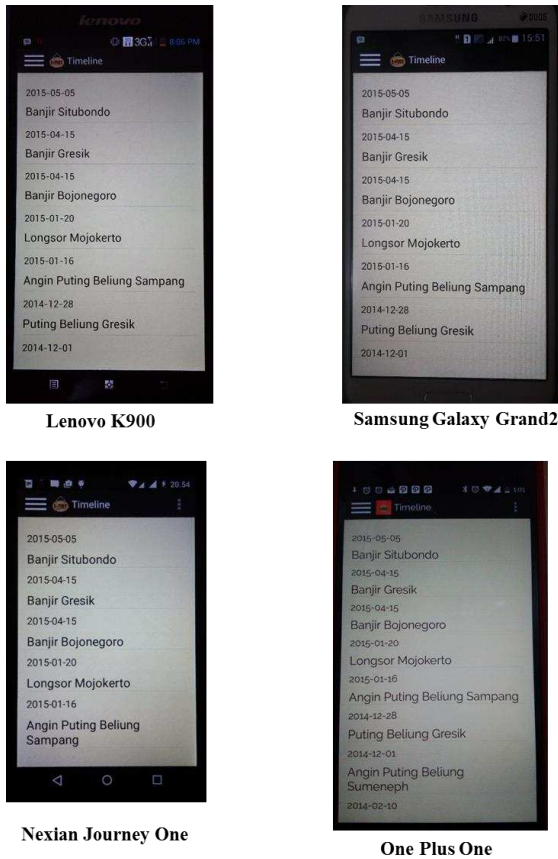 lenovo
3G
8:06 PM
Timeline
2015-05-05
Banjir Situbondo
2015-04-15
Banjir Gresik
2015-04-15
Banjir Bojonegoro
2015-01-20
Longsor Mojokerto
2015-01-16
Angin Puting Beliung Sampang
2014-12-28
Puting Beliung Gresik
2014-12-01
Lenovo K900
SAMSUNG
DUOS
82% 15:51
Timeline
2015-05-05
Banjir Situbondo
2015-04-15
Banjir Gresik
2015-04-15
Banjir Bojonegoro
2015-01-20
Longsor Mojokerto
2015-01-16
Angin Puting Beliung Sampang
2014-12-28
Puting Beliung Gresik
2014-12-01
Samsung Galaxy Grand2
20.54
Timeline
2015-05-05
Banjir Situbondo
2015-04-15
Banjir Gresik
2015-04-15
Banjir Bojonegoro
2015-01-20
Longsor Mojokerto
2015-01-16
Angin Puting Beliung
Sampang
Nexian Journey One
Timeline
2015-05-05
Banjir Situbondo
2015-04-15
Banjir Gresik
2015-04-15
Banjir Bojonegoro
2015-01-20
Longsor Mojokerto
2015-01-16
Angin Puting Beliung Sampang
2014-12-28
Puting Beliung Gresik
2014-12-01
Angin Puting Beliung
Sumeneph
2014-02-10
One Plus One